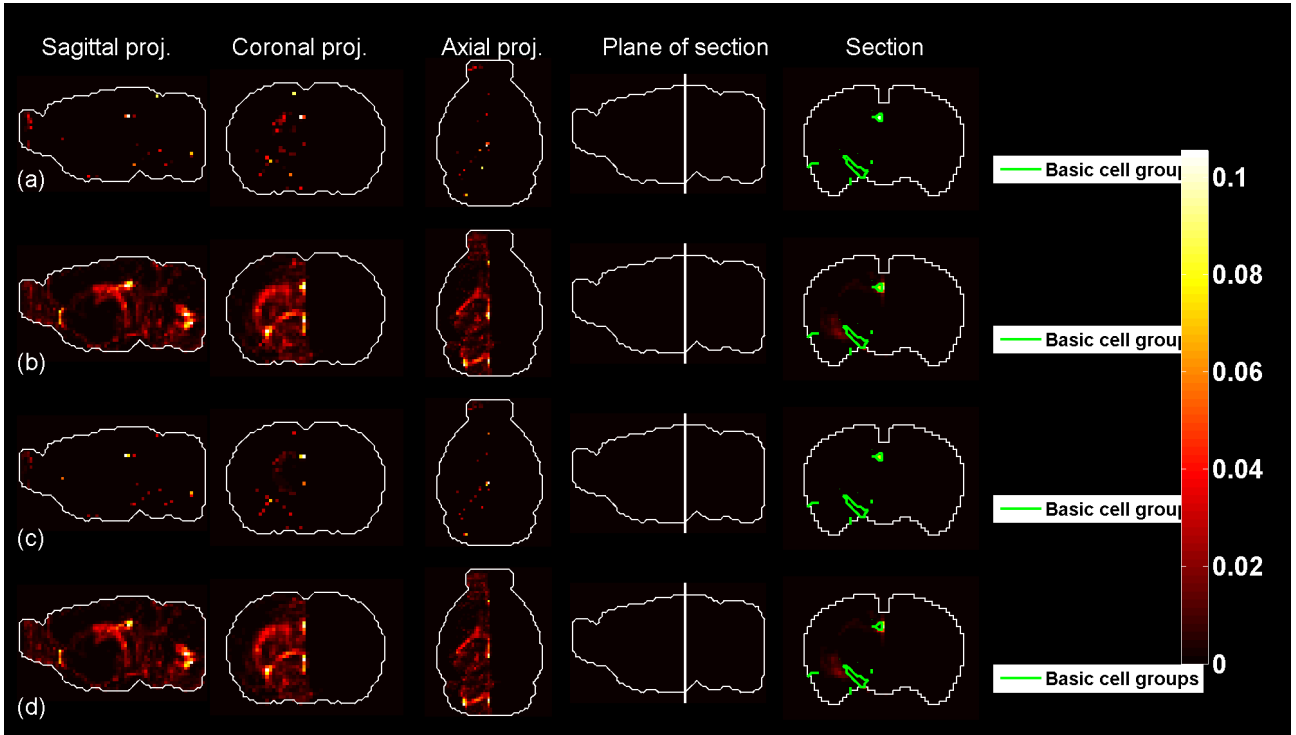 Sagittal proj. Coronal proj. Axial proj. Plane of section Section
(a)
Basic cell group
0.1
(b)
0.08
Basic cell group
0.06
(c)
0.04
Basic cell group
0.02
(d)
0
Basic cell groups